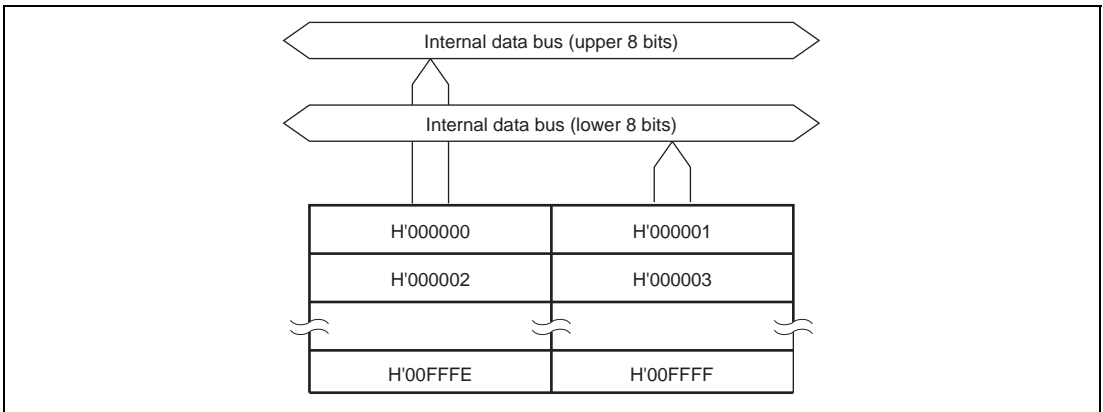 Internal data bus (upper 8 bits)
Internal data bus (lower 8 bits)
H'000000 H'000001
H'000002 H'000003
H'00FFFE H'00FFFF